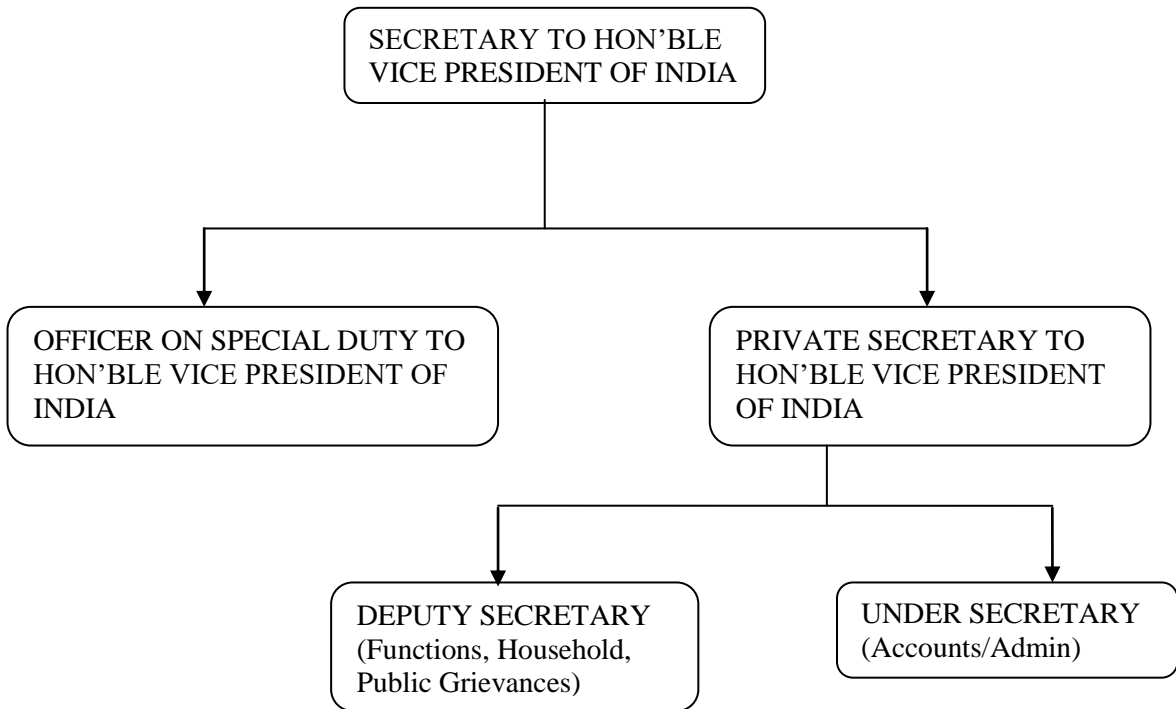 SECRETARY TO HON’BLE
VICE PRESIDENT OF INDIA
OFFICER ON SPECIAL DUTY TO
HON’BLE VICE PRESIDENT OF
INDIA
PRIVATE SECRETARY TO
HON’BLE VICE PRESIDENT
OF INDIA
DEPUTY SECRETARY
(Functions, Household,
Public Grievances)
UNDER SECRETARY
(Accounts/Admin)